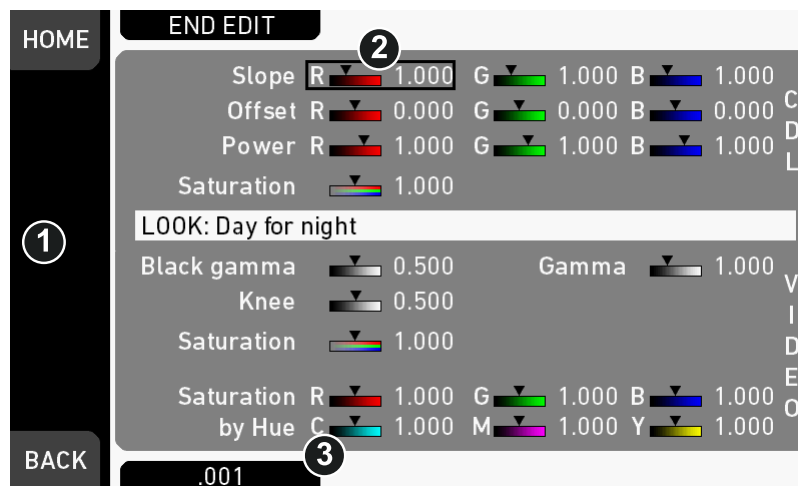 HOME
END EDIT
2
Slope R 1.000 G 1.000 B 1.000
Offset R 0.000 G 0.000 B 0.000
Power R 1.000 G 1.000 B 1.000
Saturation 1.000
CDL
LOOK: Day for night
1
Black gamma 0.500 Gamma 1.000
Knee 0.500
Saturation 1.000
Saturation R 1.000 G 1.000 B 1.000
by Hue C 1.000 M 1.000 Y 1.000
VIDEO
3
BACK
.001